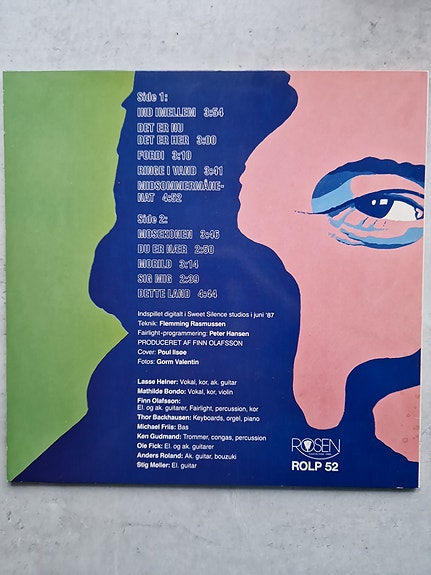 Side 1:
IND IMELLEM 3:54
DET ER NU
DET ER HER 3:00
FORDI 3:10
RINGE I VAND 3:41
MIDSOMMERMÅNE-
NAT 4:52
Side 2:
MOSEKONEN 3:46
DU ER NÆR 2:50
MORILD 3:14
SIG MIG 2:39
DETTE LAND 4:44
Indspillet digitalt i Sweet Silence studios i juni '87
Teknik: Flemming Rasmussen
Fairlight-programmering: Peter Hansen
PRODUCERET AF FINN OLAFSSON
Cover: Poul Ilsøe
Fotos: Gorm Valentin
Lasse Helner: Vokal, kor, ak. guitar
Mathilde Bondo: Vokal, kor, violin
Finn Olafsson:
El. og ak. guitarer, Fairlight, percussion, kor
Thor Backhausen: Keyboards, orgel, piano
Michael Friis: Bas
Ken Gudmand: Trommer, congas, percussion
Ole Fick: El. og ak. guitarer
Anders Roland: Ak. guitar, bouzuki
Stig Møller: El. guitar
ROSEN
ROLP 52